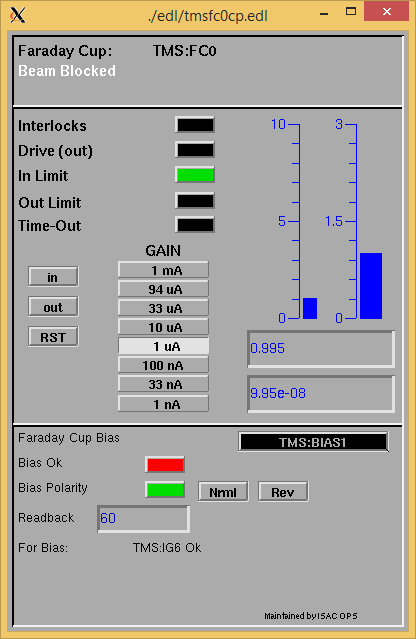 ./edl/tmsfc0cp.edl
Faraday Cup: TMS:FC0
Beam Blocked
Interlocks
Drive (out)
In Limit
Out Limit
Time-Out
10
5
0
3
1.5
0
GAIN
1 mA
94 uA
33 uA
10 uA
1 uA
100 nA
33 nA
1 nA
in
out
RST
0.995
9.95e-08
Faraday Cup Bias TMS:BIAS1
Bias Ok
Bias Polarity Nrml Rev
Readback 60
For Bias: TMS:IG6 Ok
Maintained by ISAC OPS